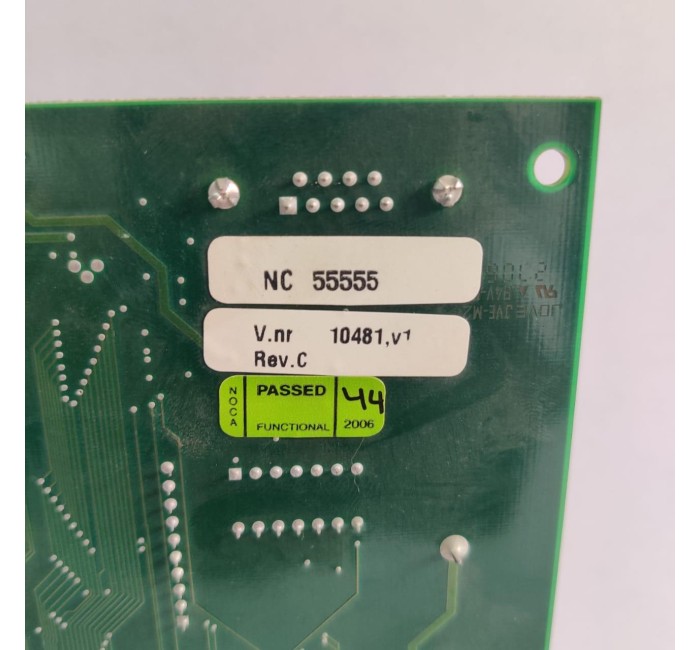 NC 55555
V.nr 10481,v1
Rev.C
NOCA
PASSED
44
FUNCTIONAL
2006